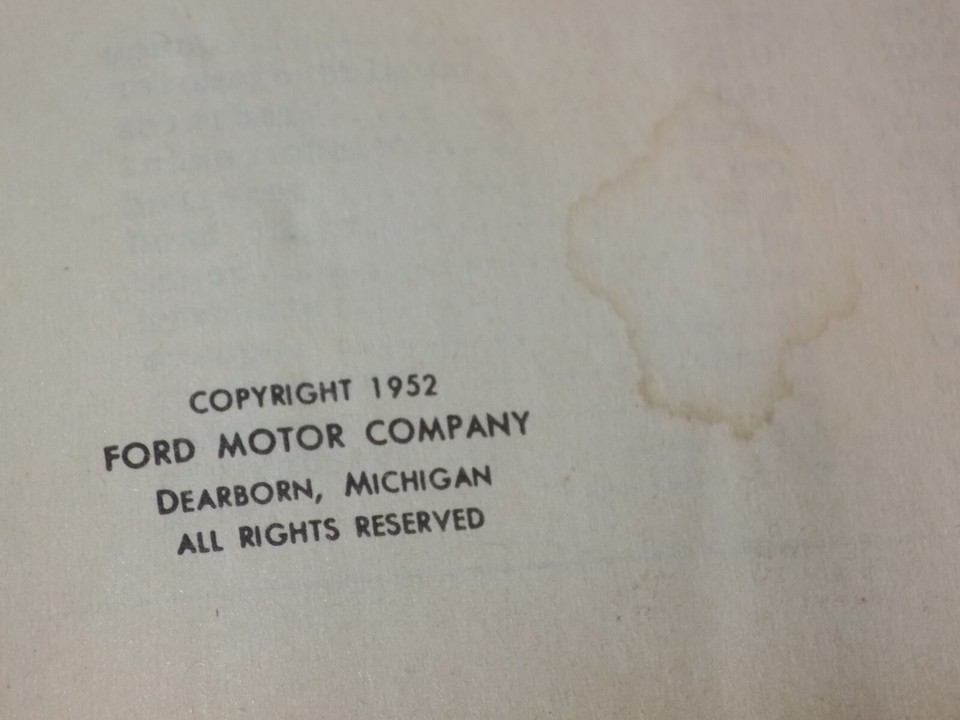 COPYRIGHT 1952
FORD MOTOR COMPANY
DEARBORN, MICHIGAN
ALL RIGHTS RESERVED